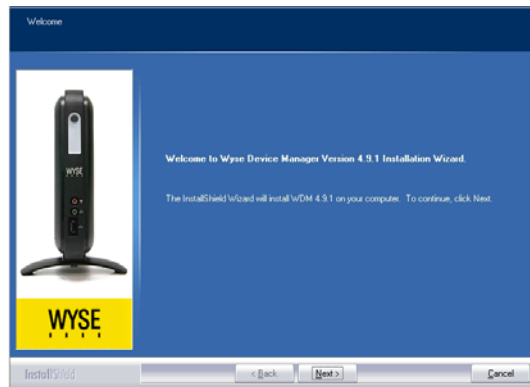 Welcome
Welcome to Wyse Device Manager Version 4.9.1 Installation Wizard.
The InstallShield Wizard will install WDM 4.9.1 on your computer. To continue, click Next.
WYSE
WYSE
InstallShield
< Back
Next >
Cancel